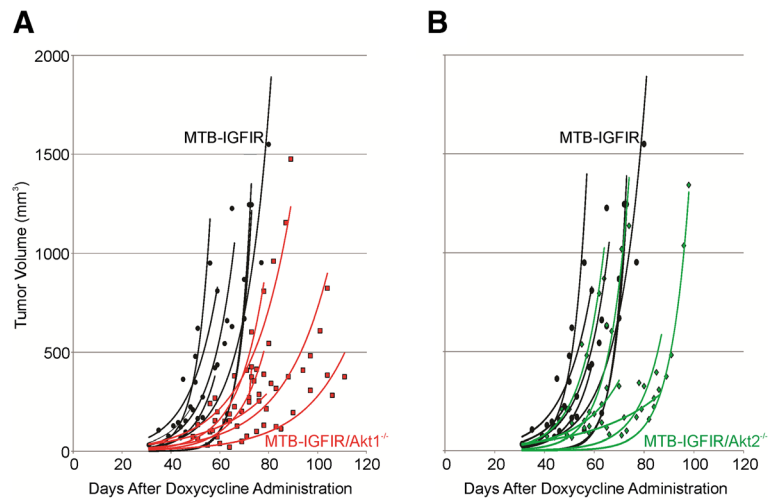 A
B
2000
1500
1000
500
0
Tumor Volume (mm³)
MTB-IGFIR
MTB-IGFIR/Akt1⁻/⁻
0 20 40 60 80 100 120
Days After Doxycycline Administration
MTB-IGFIR
MTB-IGFIR/Akt2⁻/⁻
0 20 40 60 80 100 120
Days After Doxycycline Administration